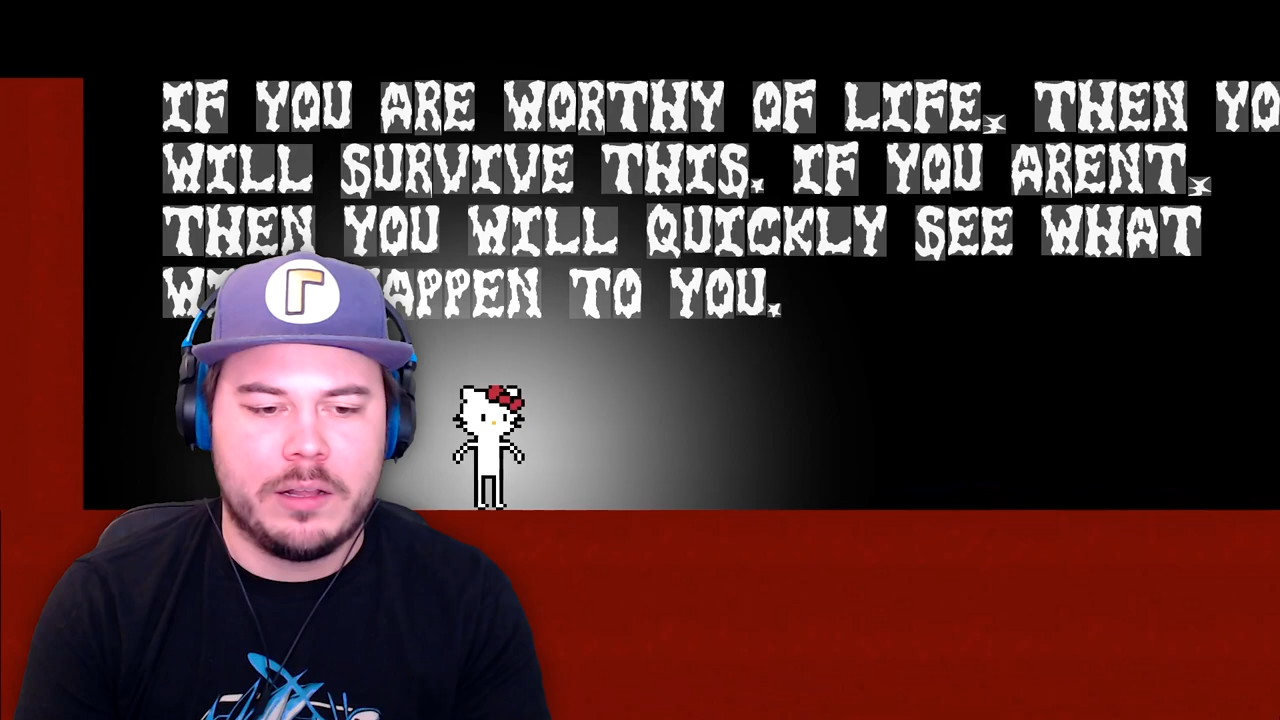 IF YOU ARE WORTHY OF LIFE, THEN YO
WILL SURVIVE THIS. IF YOU ARENT,
THEN YOU WILL QUICKLY SEE WHAT
TO YOU.